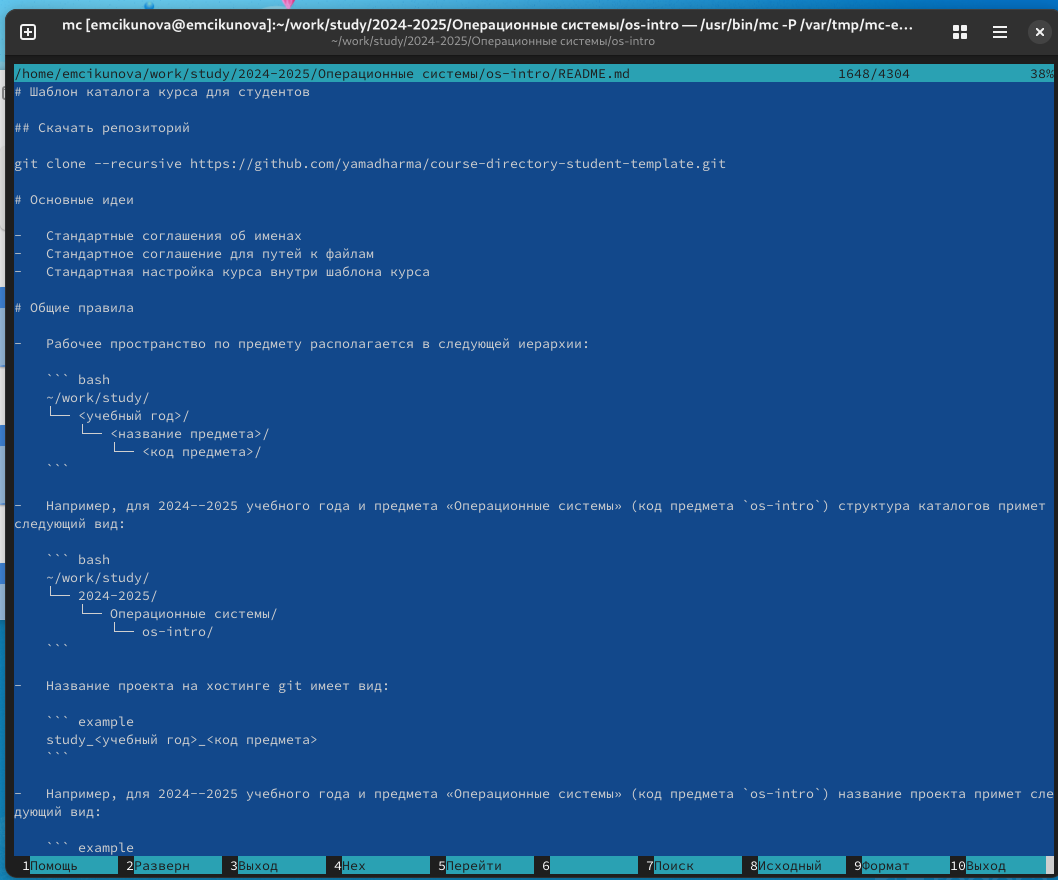 mc [emcikunova@emcikunova]:~/work/study/2024-2025/Операционные системы/os-intro — /usr/bin/mc -P /var/tmp/mc-e…
~/work/study/2024-2025/Операционные системы/os-intro
/home/emcikunova/work/study/2024-2025/Операционные системы/os-intro/README.md 1648/4304 38%
# Шаблон каталога курса для студентов
## Скачать репозиторий
git clone --recursive https://github.com/yamadharma/course-directory-student-template.git
# Основные идеи
-   Стандартные соглашения об именах
-   Стандартное соглашение для путей к файлам
-   Стандартная настройка курса внутри шаблона курса
# Общие правила
-   Рабочее пространство по предмету располагается в следующей иерархии:
    ``` bash
    ~/work/study/
    └── <учебный год>/
        └── <название предмета>/
            └── <код предмета>/
    ```
-   Например, для 2024--2025 учебного года и предмета «Операционные системы» (код предмета `os-intro`) структура каталогов примет
следующий вид:
    ``` bash
    ~/work/study/
    └── 2024-2025/
        └── Операционные системы/
            └── os-intro/
    ```
-   Название проекта на хостинге git имеет вид:
    ``` example
    study_<учебный год>_<код предмета>
    ```
-   Например, для 2024--2025 учебного года и предмета «Операционные системы» (код предмета `os-intro`) название проекта примет сле
дующий вид:
    ``` example
1Помощь 2Разверн 3Выход 4Hex 5Перейти 6 7Поиск 8Исходный 9Формат 10Выход